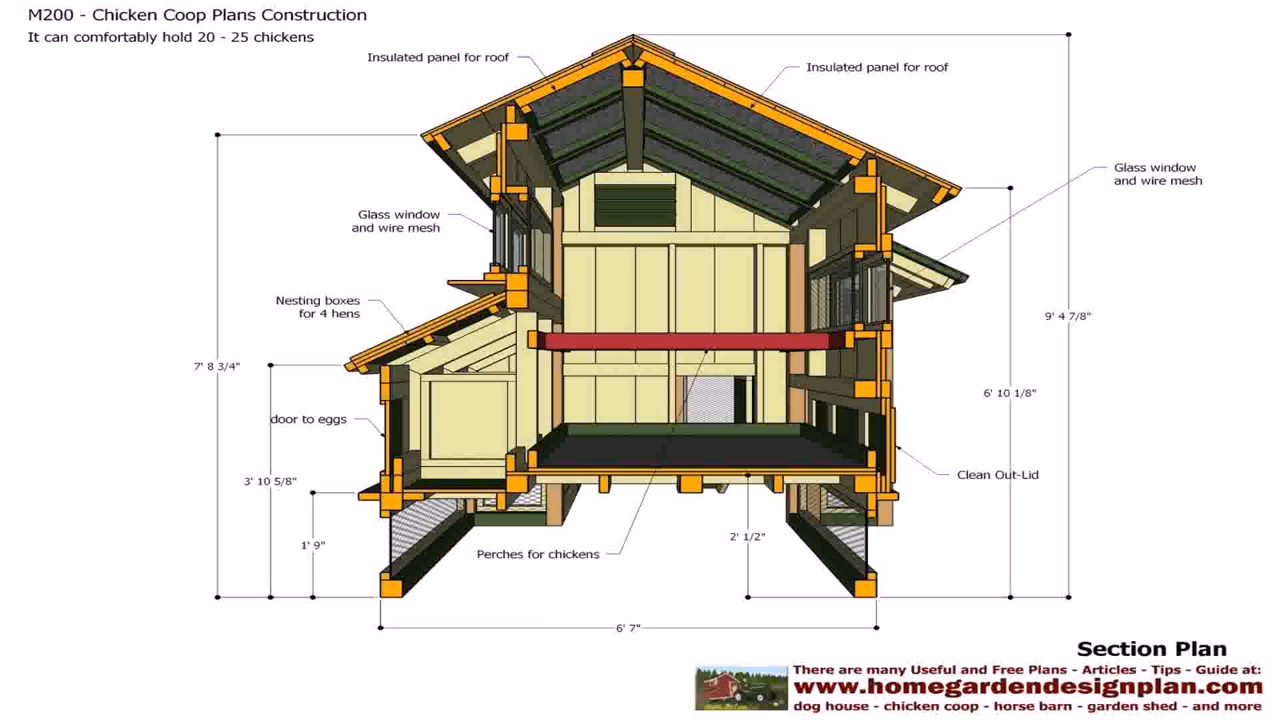 M200 - Chicken Coop Plans Construction
It can comfortably hold 20 - 25 chickens
Insulated panel for roof
Insulated panel for roof
Glass window
and wire mesh
Glass window
and wire mesh
Nesting boxes
for 4 hens
9' 4 7/8"
7' 8 3/4"
6' 10 1/8"
door to eggs
Clean Out-Lid
3' 10 5/8"
2' 1/2"
1' 9"
Perches for chickens
6' 7"
Section Plan
There are many Useful and Free Plans - Articles - Tips - Guide at:
www.homegardendesignplan.com
dog house - chicken coop - horse barn - garden shed - and more